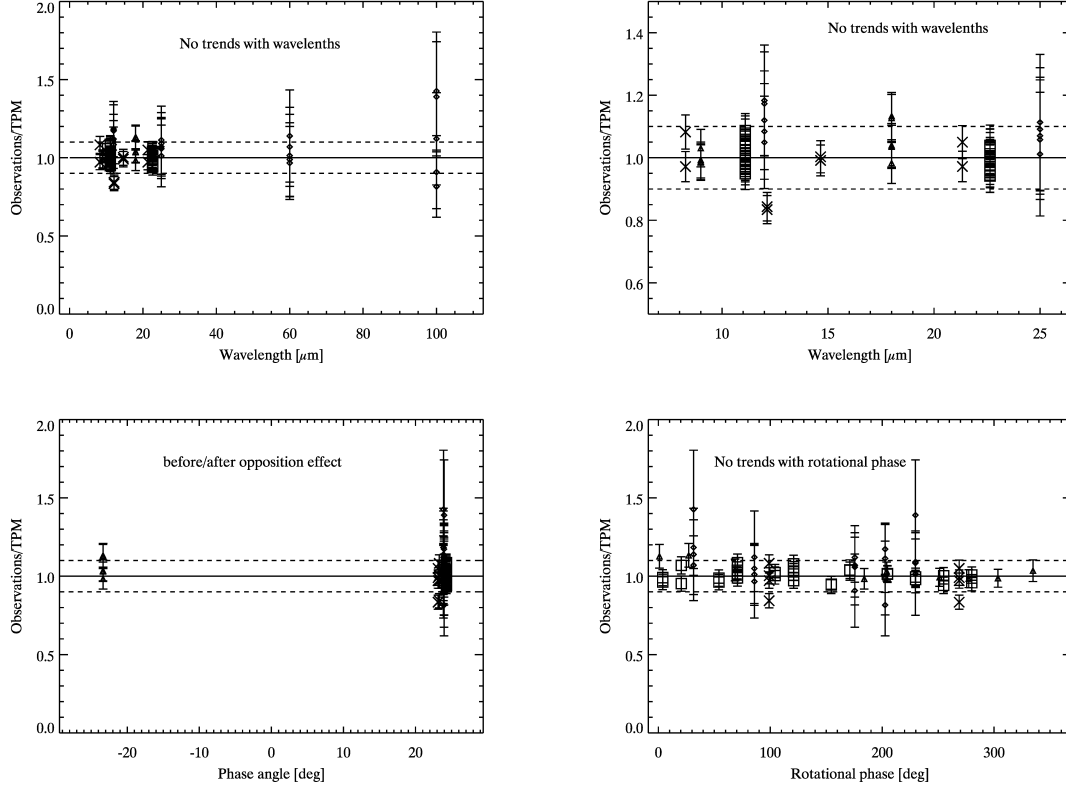 2.0
No trends with wavelenths
1.5
1.0
0.5
0.0
Observations/TPM
0 20 40 60 80 100
Wavelength [µm]
1.4
No trends with wavelenths
1.2
1.0
0.8
0.6
Observations/TPM
10 15 20 25
Wavelength [µm]
2.0
before/after opposition effect
1.5
1.0
0.5
0.0
Observations/TPM
-20 -10 0 10 20
Phase angle [deg]
2.0
No trends with rotational phase
1.5
1.0
0.5
0.0
Observations/TPM
0 100 200 300
Rotational phase [deg]